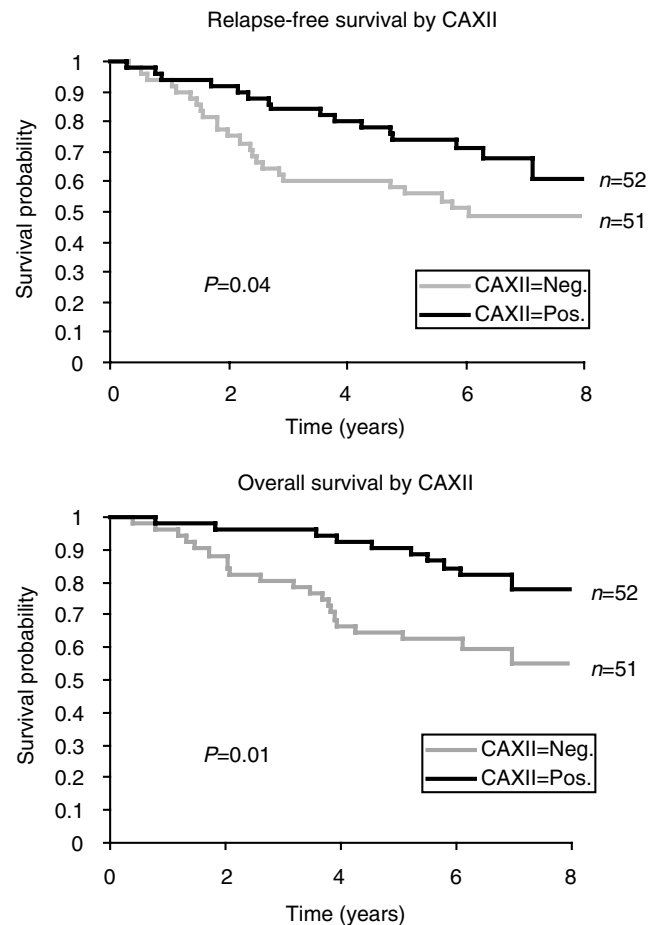 Relapse-free survival by CAXII
1
0.9
0.8
0.7
0.6
0.5
0.4
0.3
0.2
0.1
0
Survival probability
n=52
n=51
P=0.04
CAXII=Neg.
CAXII=Pos.
0 2 4 6 8
Time (years)
Overall survival by CAXII
1
0.9
0.8
0.7
0.6
0.5
0.4
0.3
0.2
0.1
0
Survival probability
n=52
n=51
P=0.01
CAXII=Neg.
CAXII=Pos.
0 2 4 6 8
Time (years)